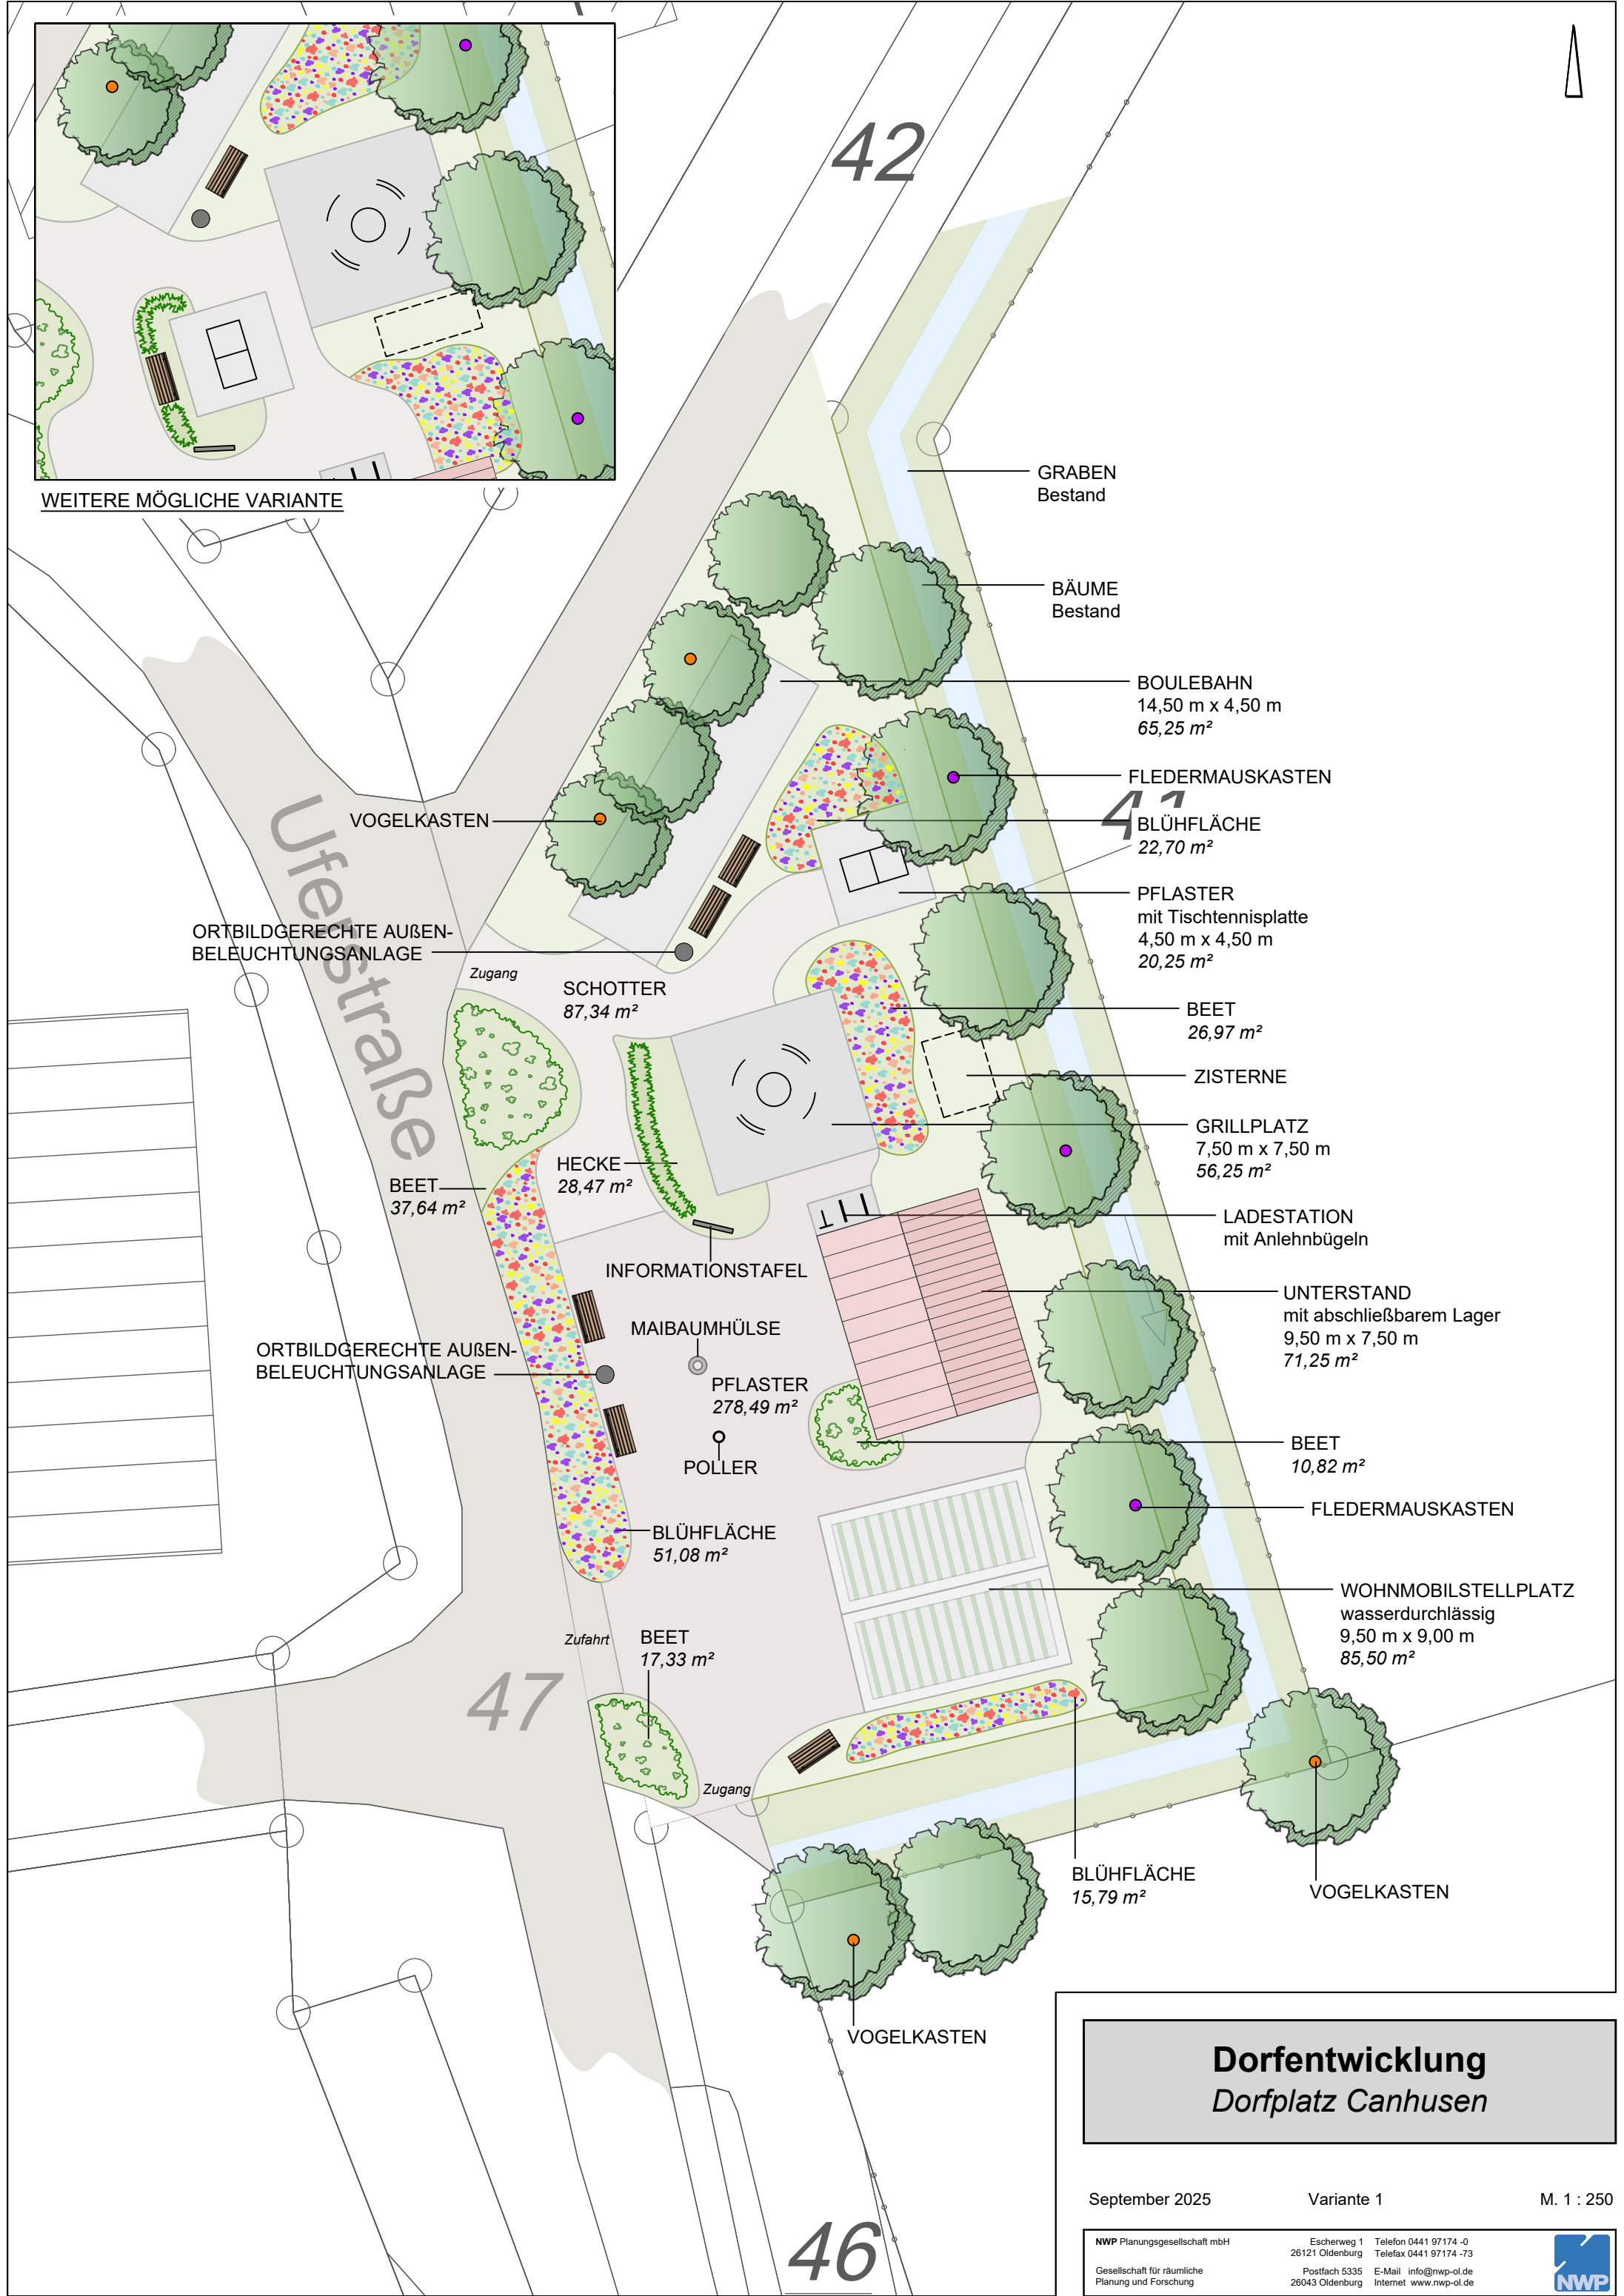 WEITERE MÖGLICHE VARIANTE
42
GRABEN
Bestand
BÄUME
Bestand
BOULEBAHN
14,50 m x 4,50 m
65,25 m²
FLEDERMAUSKASTEN
41
VOGELKASTEN
BLÜHFLÄCHE
22,70 m²
Uferstraße
PFLASTER
mit Tischtennisplatte
4,50 m x 4,50 m
20,25 m²
ORTBILDGERECHTE AUßEN-
BELEUCHTUNGSANLAGE
Zugang
SCHOTTER
87,34 m²
BEET
26,97 m²
ZISTERNE
GRILLPLATZ
7,50 m x 7,50 m
56,25 m²
HECKE
28,47 m²
BEET
37,64 m²
LADESTATION
mit Anlehnbügeln
INFORMATIONSTAFEL
UNTERSTAND
mit abschließbarem Lager
9,50 m x 7,50 m
71,25 m²
MAIBAUMHÜLSE
ORTBILDGERECHTE AUßEN-
BELEUCHTUNGSANLAGE
PFLASTER
278,49 m²
BEET
10,82 m²
POLLER
FLEDERMAUSKASTEN
BLÜHFLÄCHE
51,08 m²
WOHNMOBILSTELLPLATZ
wasserdurchlässig
9,50 m x 9,00 m
85,50 m²
Zufahrt
BEET
17,33 m²
47
Zugang
BLÜHFLÄCHE
15,79 m²
VOGELKASTEN
VOGELKASTEN
46
Dorfentwicklung
Dorfplatz Canhusen
September 2025 Variante 1 M. 1 : 250
NWP Planungsgesellschaft mbH
Gesellschaft für räumliche
Planung und Forschung
Escherweg 1 Telefon 0441 97174 -0
26121 Oldenburg Telefax 0441 97174 -73
Postfach 5335 E-Mail info@nwp-ol.de
26043 Oldenburg Internet www.nwp-ol.de
NWP